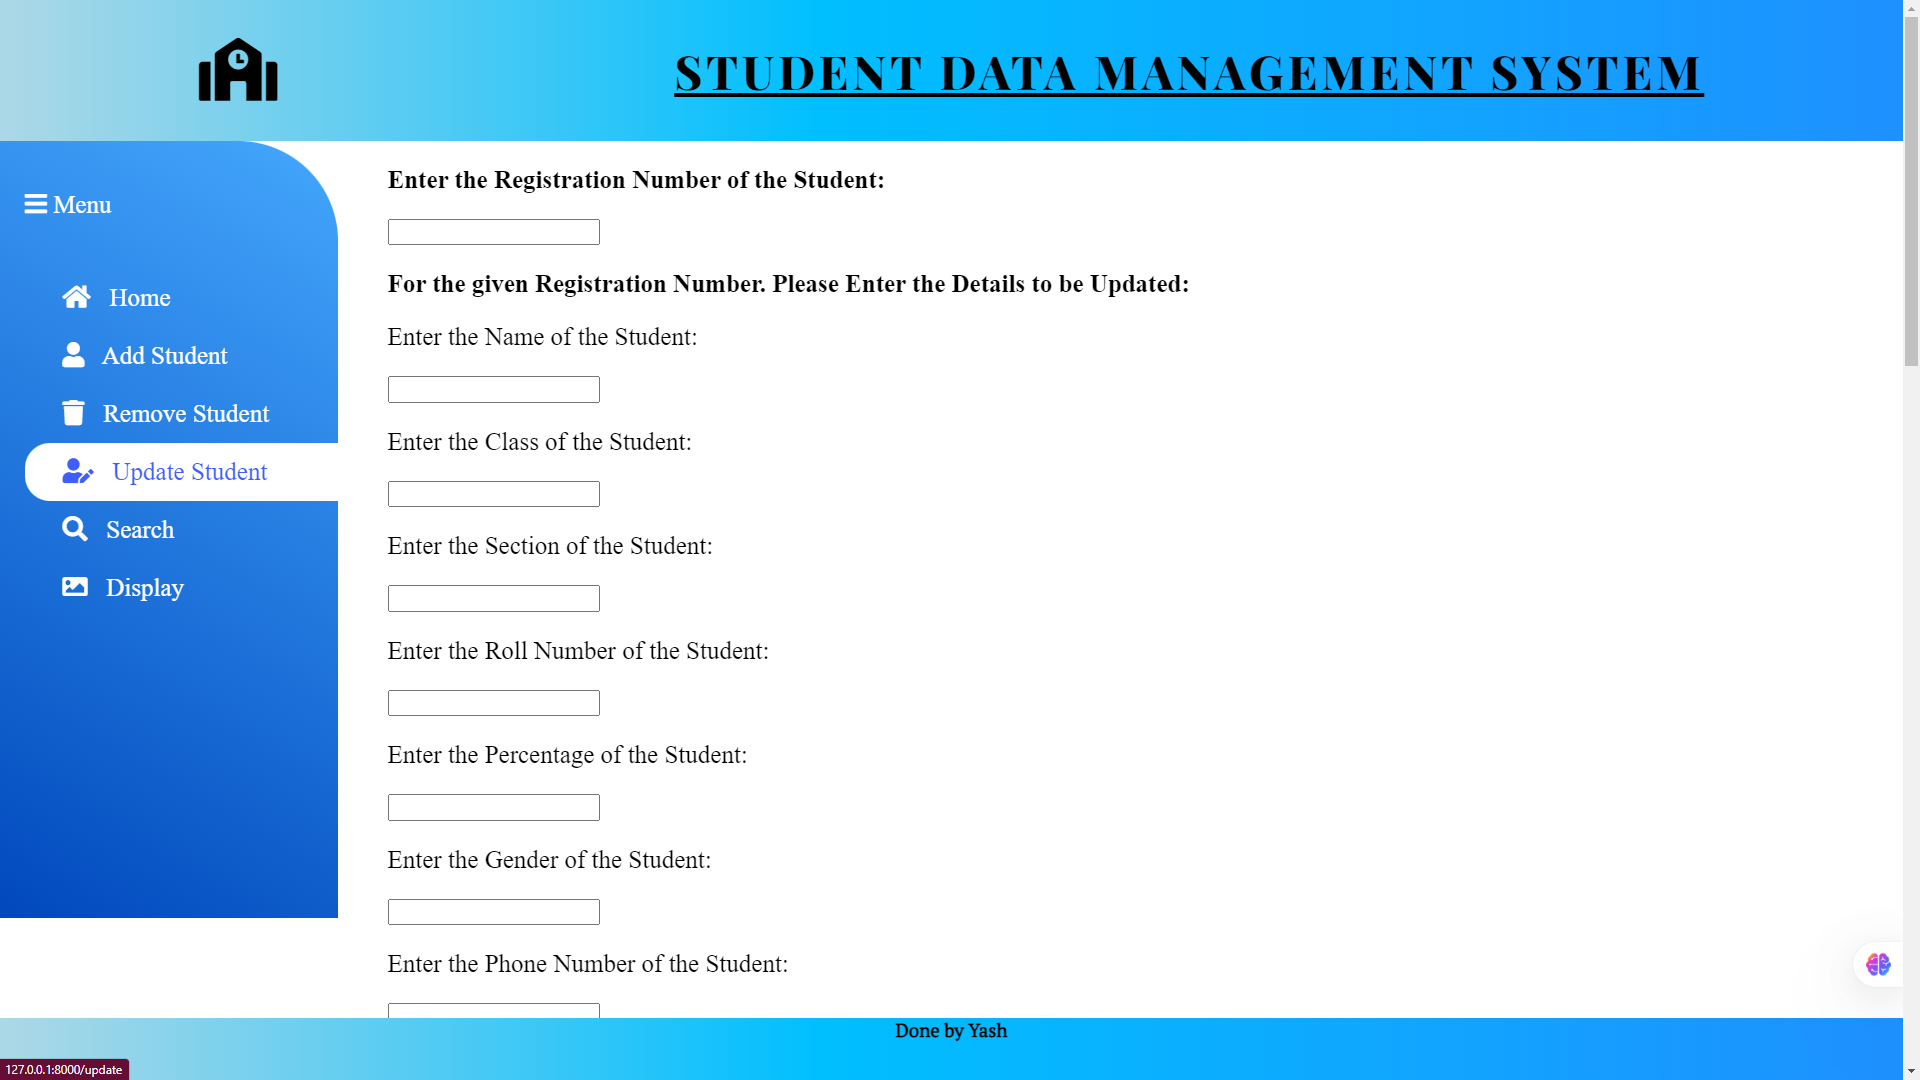 STUDENT DATA MANAGEMENT SYSTEM
Menu
Home
Add Student
Remove Student
Update Student
Search
Display
Enter the Registration Number of the Student:
For the given Registration Number. Please Enter the Details to be Updated:
Enter the Name of the Student:
Enter the Class of the Student:
Enter the Section of the Student:
Enter the Roll Number of the Student:
Enter the Percentage of the Student:
Enter the Gender of the Student:
Enter the Phone Number of the Student:
Done by Yash
127.0.0.1:8000/update